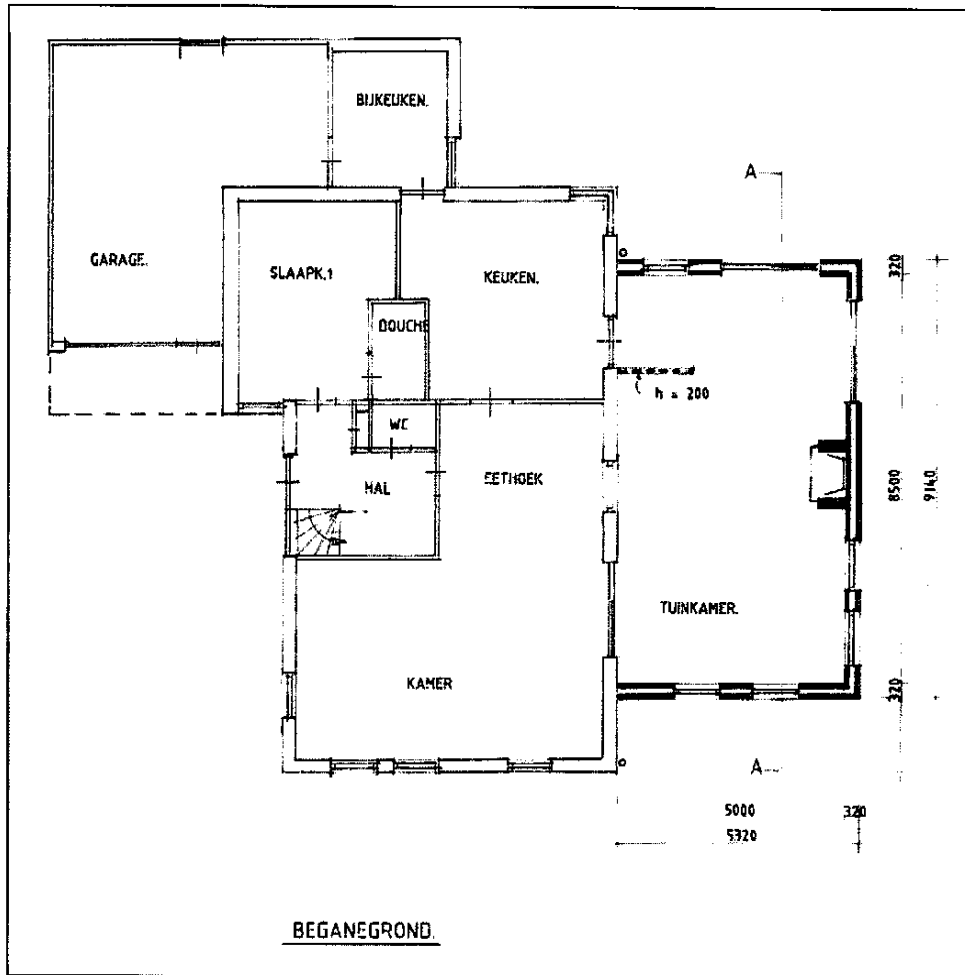 BIJKEUKEN.
A
GARAGE.
SLAAPK.1
KEUKEN.
320
DOUCHE
h = 200
WC
EETHOEK
HAL
8500
9140
TUINKAMER.
KAMER
320
A
5000
320
5320
BEGANEGROND.